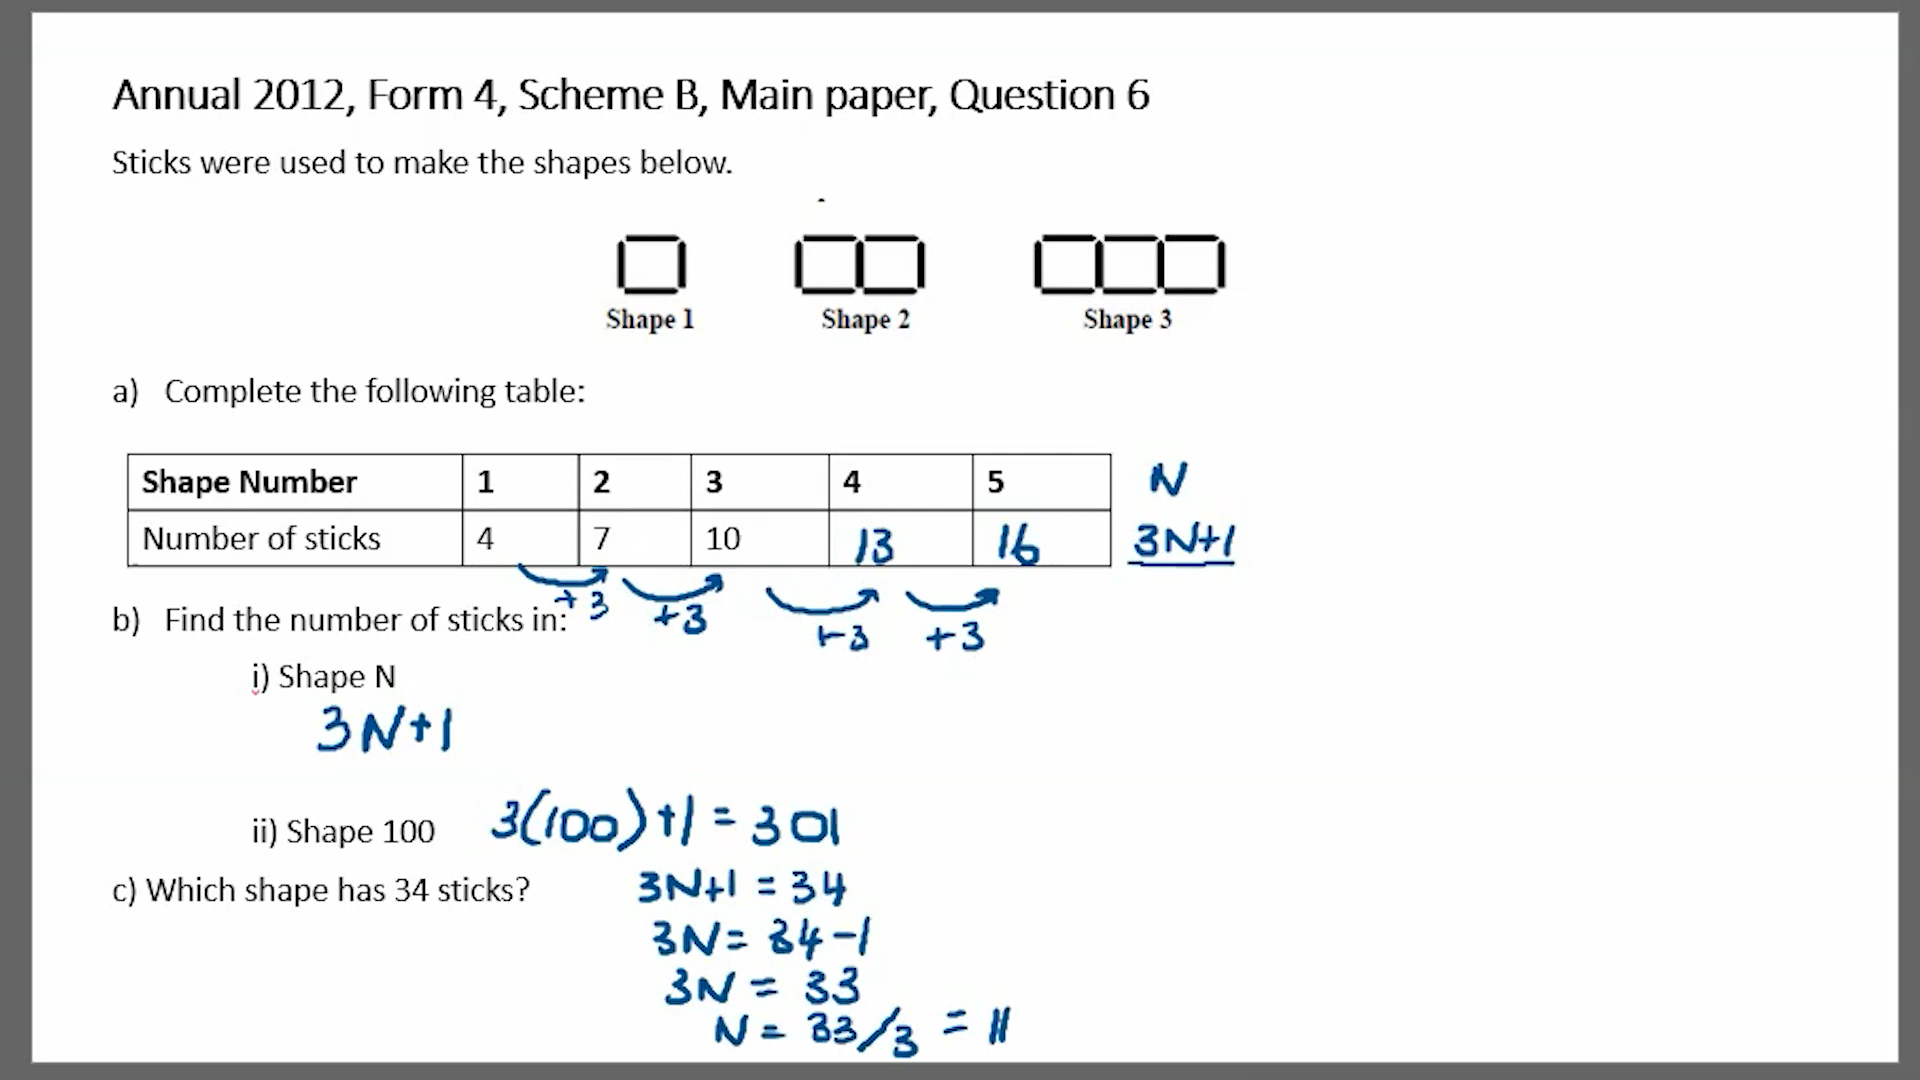 Annual 2012, Form 4, Scheme B, Main paper, Question 6
Sticks were used to make the shapes below.
Shape 1 Shape 2 Shape 3
a) Complete the following table:
Shape Number 1 2 3 4 5 N
Number of sticks 4 7 10 13 16 3N+1
+3 +3 +3 +3
b) Find the number of sticks in:
i) Shape N
3N+1
ii) Shape 100 3(100)+1=301
c) Which shape has 34 sticks? 3N+1 = 34
3N = 34-1
3N = 33
N = 33/3 = 11